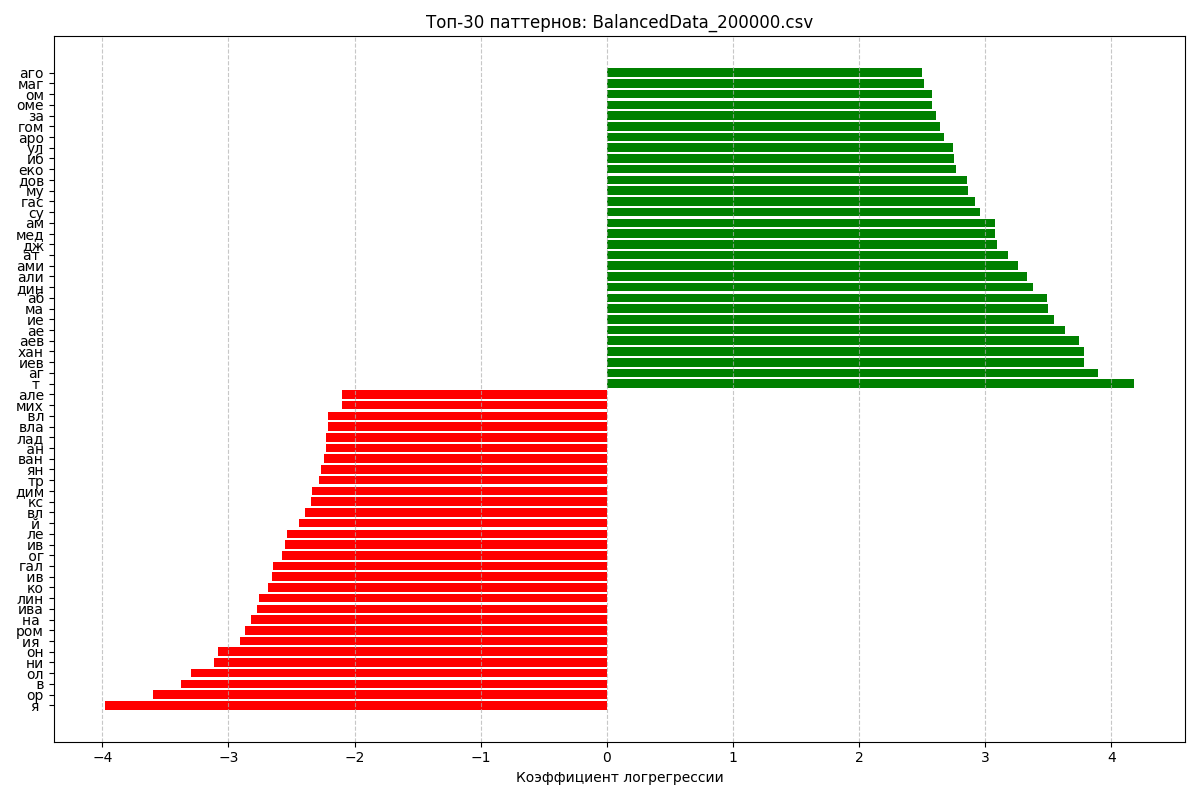 Топ-30 паттернов: BalancedData_200000.csv
аго
маг
ом
оме
за
гом
аро
ул
иб
еко
дов
му
гас
су
ам
мед
дж
ат
ами
али
дин
аб
ма
ие
ае
аев
хан
иев
аг
т
але
мих
вл
вла
лад
ан
ван
ян
тр
дим
кс
вл
й
ле
ив
ог
гал
ив
ко
лин
ива
на
ром
ия
он
ни
ол
в
ор
я
−4 −3 −2 −1 0 1 2 3 4
Коэффициент логрегрессии